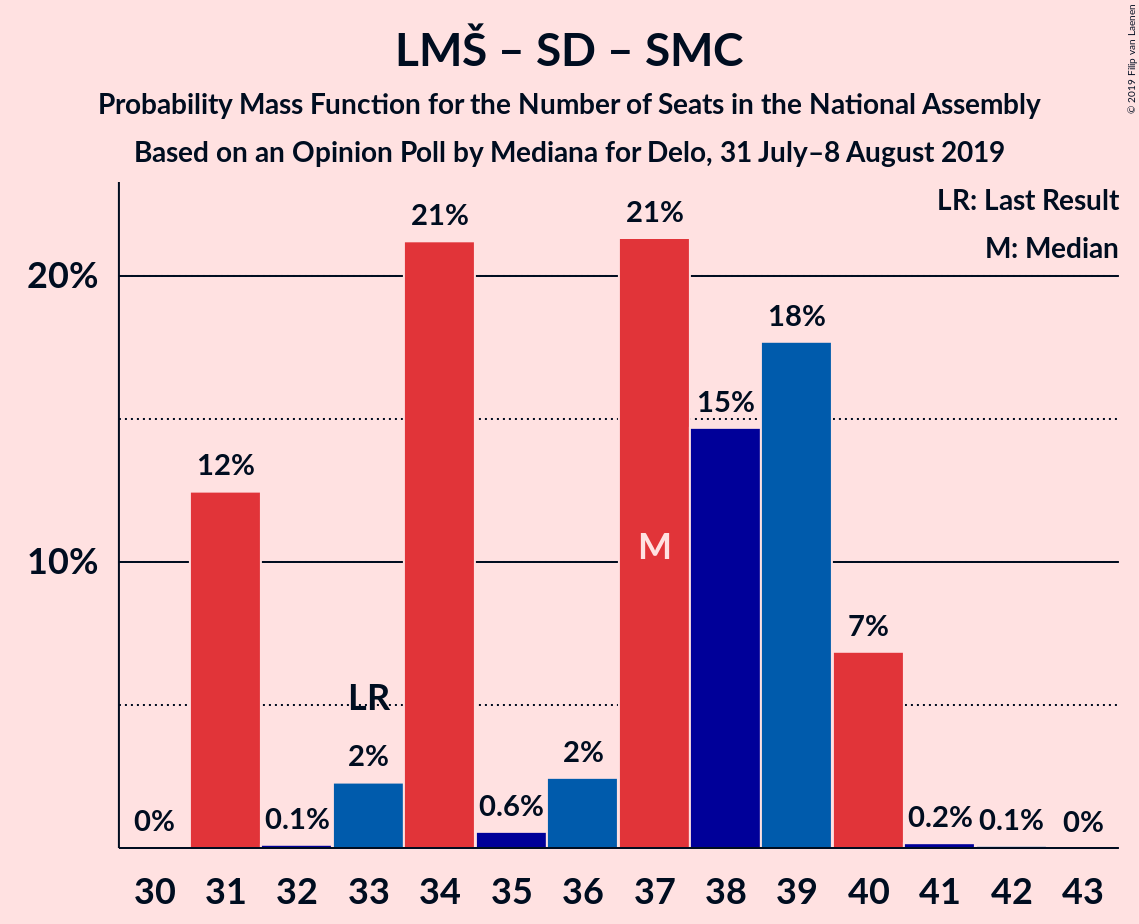 LMŠ – SD – SMC
Probability Mass Function for the Number of Seats in the National Assembly
Based on an Opinion Poll by Mediana for Delo, 31 July–8 August 2019
© 2019 Filip van Laenen
LR: Last Result
M: Median
20%
10%
0%
12%
0.1%
LR
2%
21%
0.6%
2%
21%
M
15%
18%
7%
0.2%
0.1%
0%
30 31 32 33 34 35 36 37 38 39 40 41 42 43